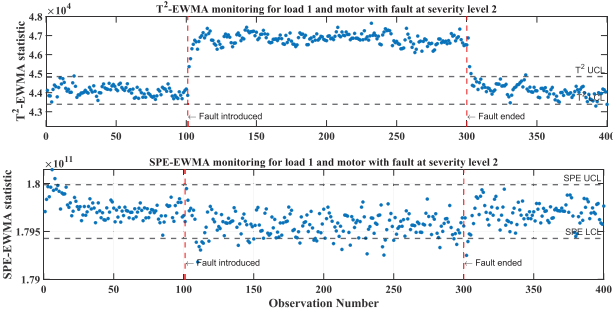 T²-EWMA monitoring for load 1 and motor with fault at severity level 2
×10⁴
4.8
4.7
4.6
4.5
4.4
4.3
T²-EWMA statistic
T² UCL
T² LCL
← Fault introduced
← Fault ended
0 50 100 150 200 250 300 350 400
SPE-EWMA monitoring for load 1 and motor with fault at severity level 2
×10¹¹
1.8
1.795
1.79
SPE-EWMA statistic
SPE UCL
SPE LCL
← Fault introduced
← Fault ended
0 50 100 150 200 250 300 350 400
Observation Number